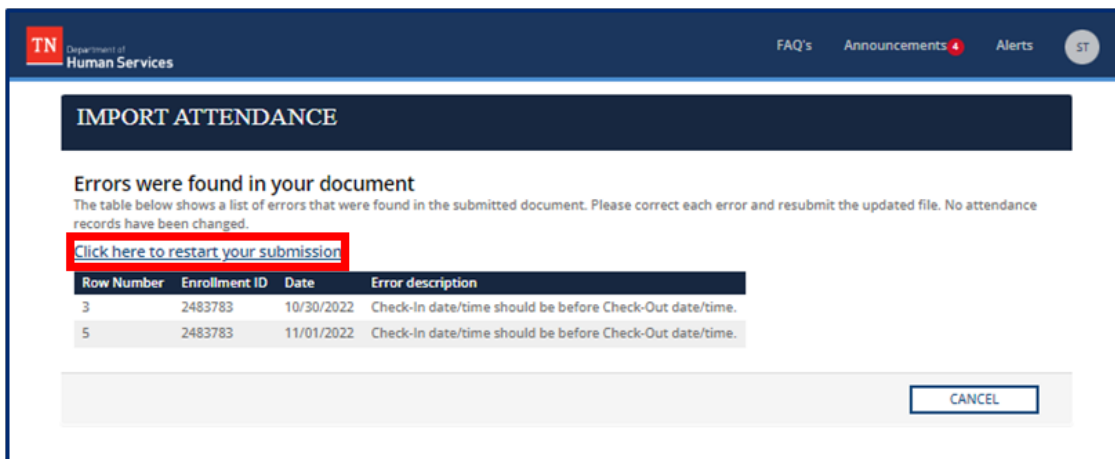 TN Department of
Human Services
FAQ's Announcements 4 Alerts ST
IMPORT ATTENDANCE
Errors were found in your document
The table below shows a list of errors that were found in the submitted document. Please correct each error and resubmit the updated file. No attendance
records have been changed.
Click here to restart your submission
Row Number Enrollment ID Date Error description
3 2483783 10/30/2022 Check-In date/time should be before Check-Out date/time.
5 2483783 11/01/2022 Check-In date/time should be before Check-Out date/time.
CANCEL